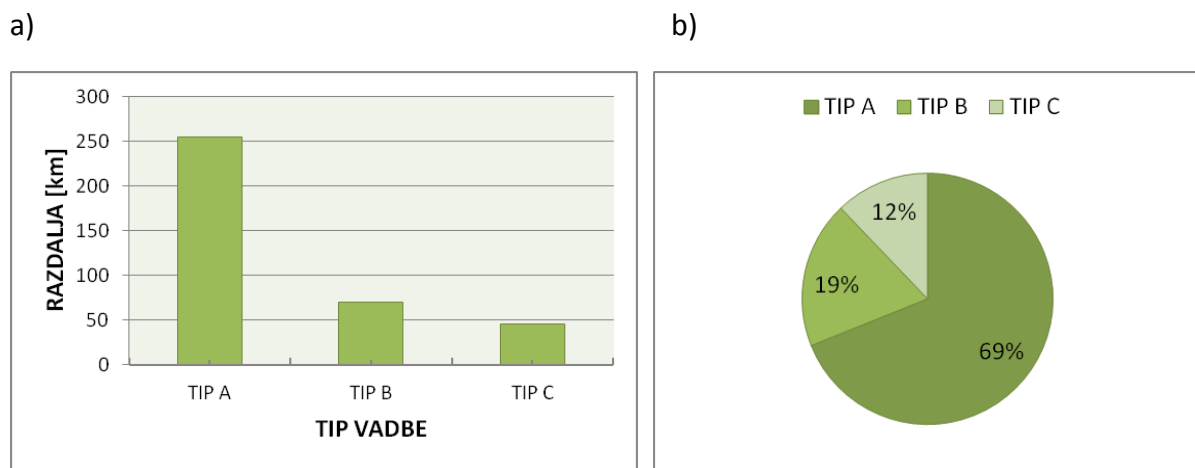 a)
b)
300
250
200
150
100
50
0
RAZDALJA [km]
TIP A
TIP B
TIP C
TIP VADBE
TIP A TIP B TIP C
12%
19%
69%